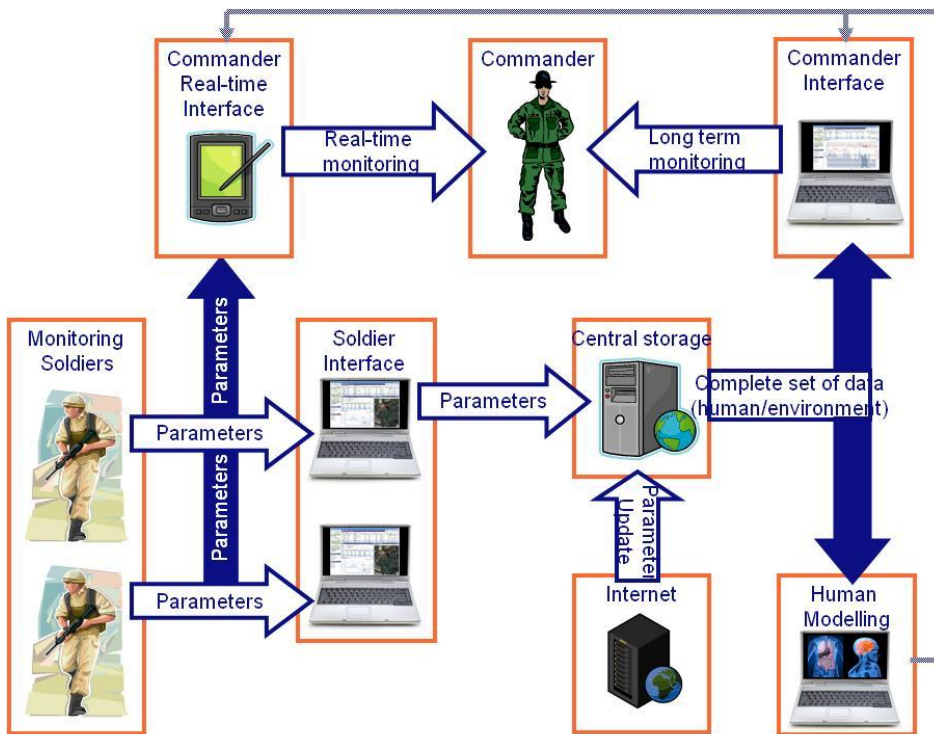 Commander
Real-time
Interface
Commander
Commander
Interface
Real-time
monitoring
Long term
monitoring
Parameters
Parameters
Monitoring
Soldiers
Soldier
Interface
Central storage
Parameters
Parameters
Complete set of data
(human/environment)
Parameters
Parameter
Update
Internet
Human
Modelling